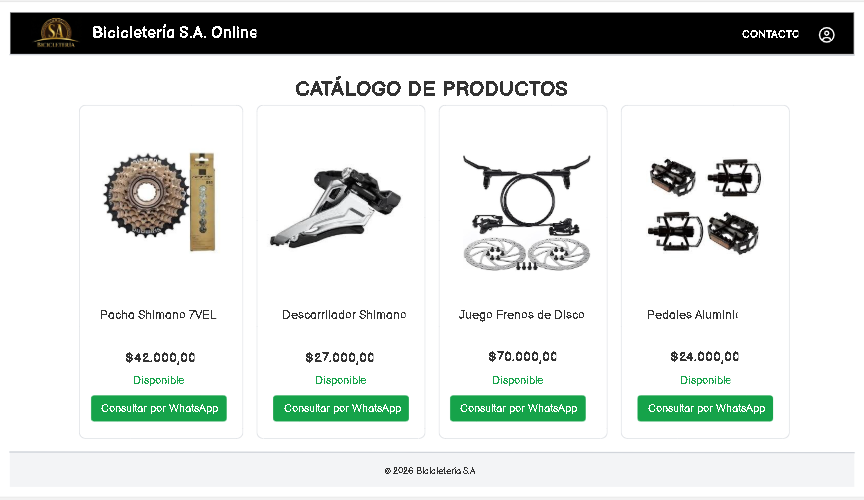 SA
BICICLETERÍA
Bicicletería S.A. Online
CONTACTO
CATÁLOGO DE PRODUCTOS
SHIMANO
Pacha Shimano 7VEL
$42.000,00
Disponible
Consultar por WhatsApp
Descarrilador Shimano
$27.000,00
Disponible
Consultar por WhatsApp
Juego Frenos de Disco
$70.000,00
Disponible
Consultar por WhatsApp
Pedales Alumini
$24.000,00
Disponible
Consultar por WhatsApp
© 2026 Bicicletería S.A